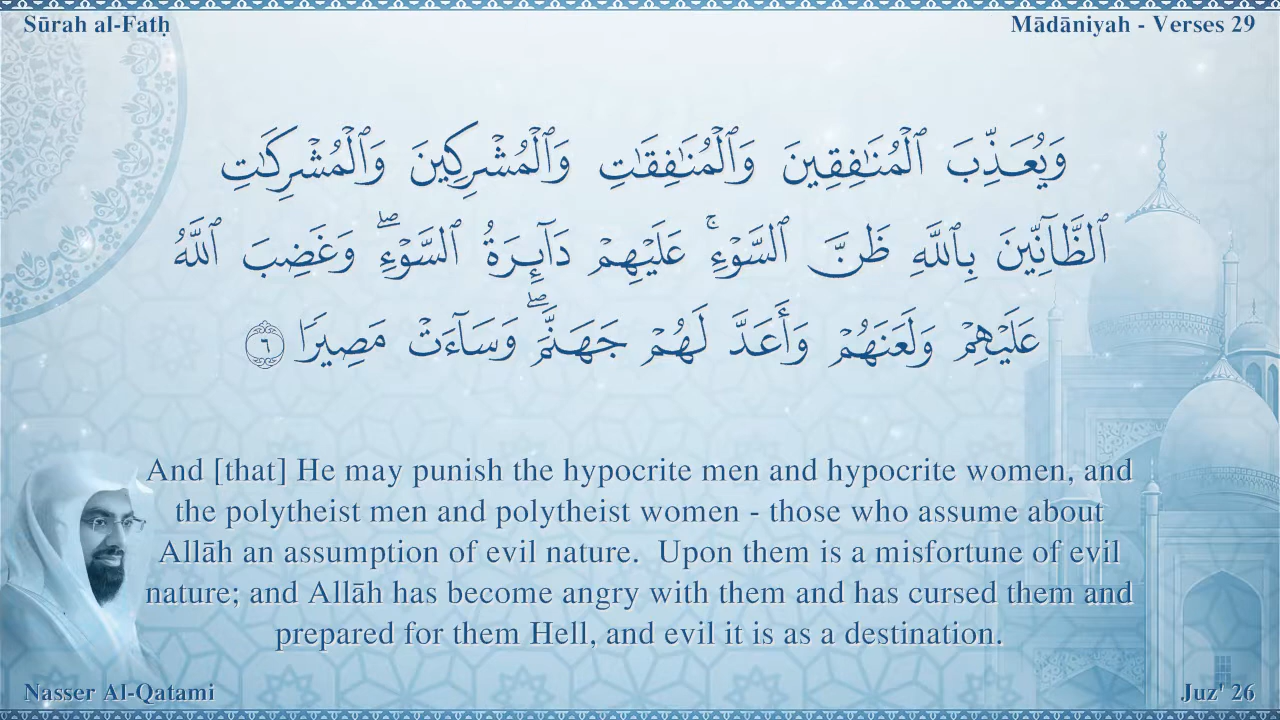 Sūrah al-Fatḥ
Mādāniyah - Verses 29
وَيُعَذِّبَ ٱلْمُنَـٰفِقِينَ وَٱلْمُنَـٰفِقَـٰتِ وَٱلْمُشْرِكِينَ وَٱلْمُشْرِكَـٰتِ
ٱلظَّآنِّينَ بِٱللَّهِ ظَنَّ ٱلسَّوْءِ ۚ عَلَيْهِمْ دَآئِرَةُ ٱلسَّوْءِ ۖ وَغَضِبَ ٱللَّهُ
عَلَيْهِمْ وَلَعَنَهُمْ وَأَعَدَّ لَهُمْ جَهَنَّمَ ۖ وَسَآءَتْ مَصِيرًا ٦
And [that] He may punish the hypocrite men and hypocrite women, and
the polytheist men and polytheist women - those who assume about
Allāh an assumption of evil nature.  Upon them is a misfortune of evil
nature; and Allāh has become angry with them and has cursed them and
prepared for them Hell, and evil it is as a destination.
Nasser Al-Qatami
Juz' 26